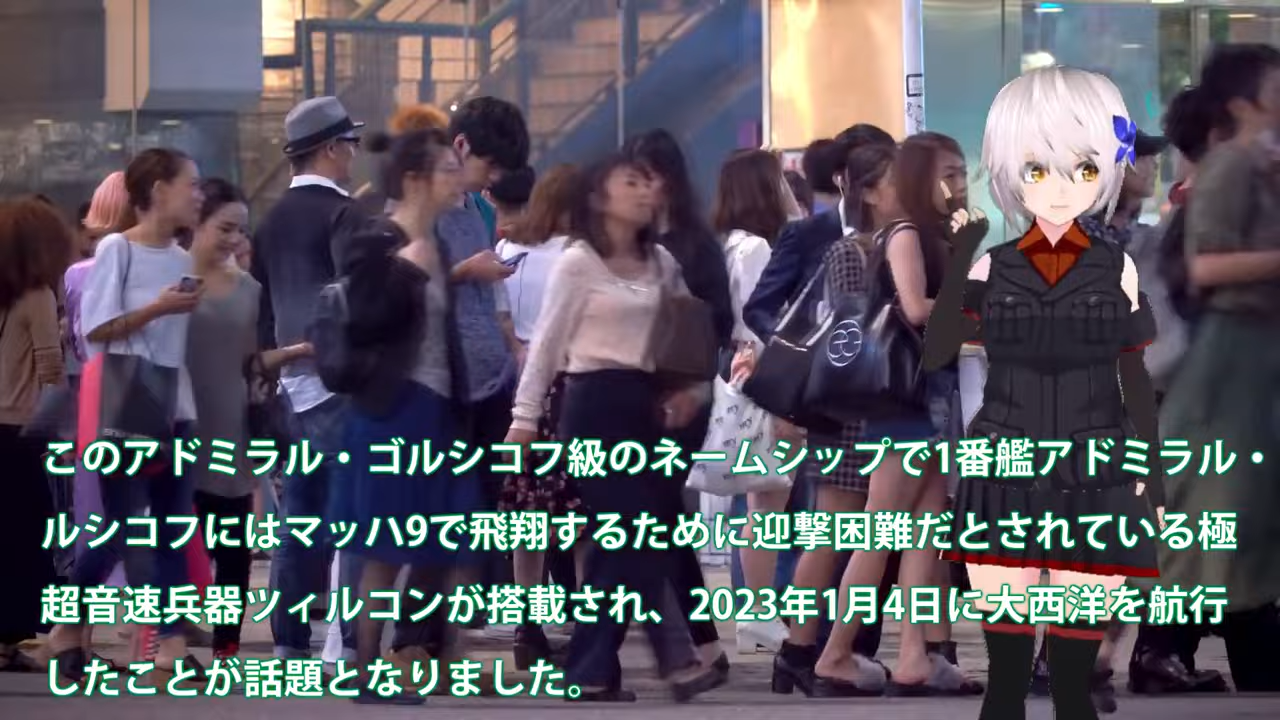 このアドミラル・ゴルシコフ級のネームシップで1番艦アドミラル・
ルシコフにはマッハ9で飛翔するために迎撃困難だとされている極
超音速兵器ツィルコンが搭載され、2023年1月4日に大西洋を航行
したことが話題となりました。